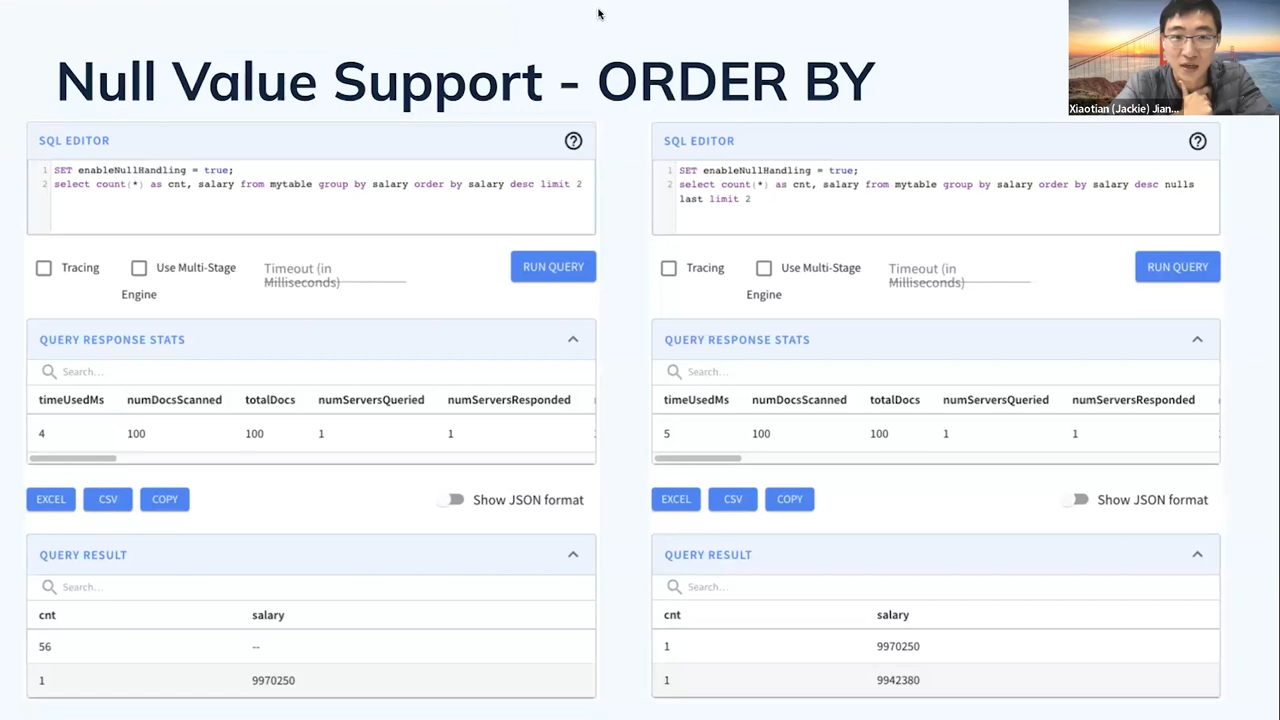 Null Value Support - ORDER BY
Xiaotian (Jackie) Jian...
SQL EDITOR
1 SET enableNullHandling = true;
2 select count(*) as cnt, salary from mytable group by salary order by salary desc limit 2
Tracing
Use Multi-Stage
Engine
Timeout (in
Milliseconds)
RUN QUERY
QUERY RESPONSE STATS
Search...
timeUsedMs numDocsScanned totalDocs numServersQueried numServersResponded
4 100 100 1 1
EXCEL CSV COPY Show JSON format
QUERY RESULT
Search...
cnt salary
56 --
1 9970250
SQL EDITOR
1 SET enableNullHandling = true;
2 select count(*) as cnt, salary from mytable group by salary order by salary desc nulls
last limit 2
Tracing
Use Multi-Stage
Engine
Timeout (in
Milliseconds)
RUN QUERY
QUERY RESPONSE STATS
Search...
timeUsedMs numDocsScanned totalDocs numServersQueried numServersResponded
5 100 100 1 1
EXCEL CSV COPY Show JSON format
QUERY RESULT
Search...
cnt salary
1 9970250
1 9942380